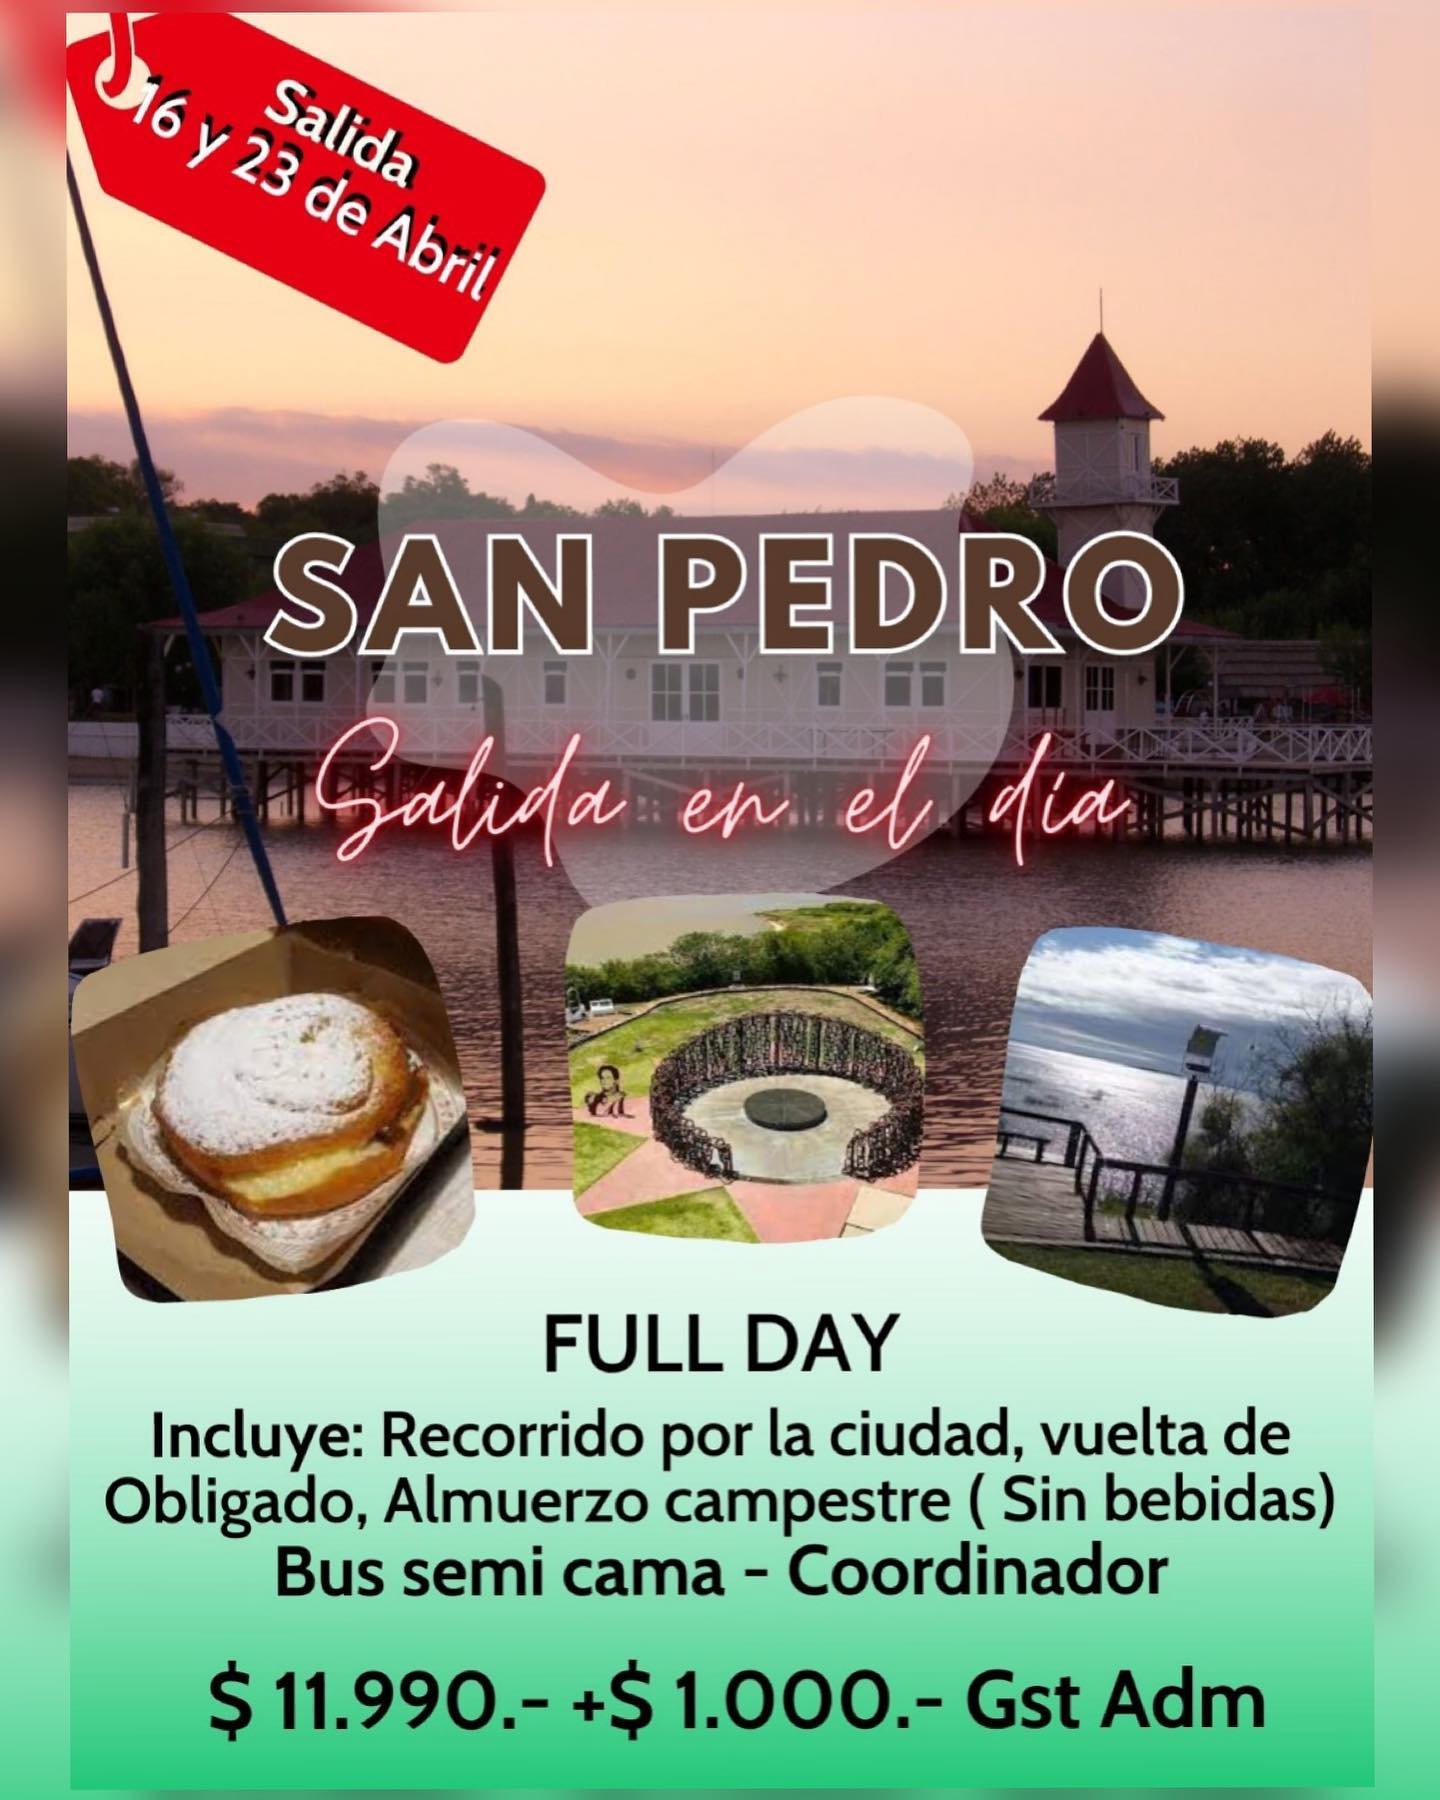 Salida
16 y 23 de Abril
SAN PEDRO
Salida en el día
FULL DAY
Incluye: Recorrido por la ciudad, vuelta de
Obligado, Almuerzo campestre ( Sin bebidas)
Bus semi cama - Coordinador
$ 11.990.- +$ 1.000.- Gst Adm